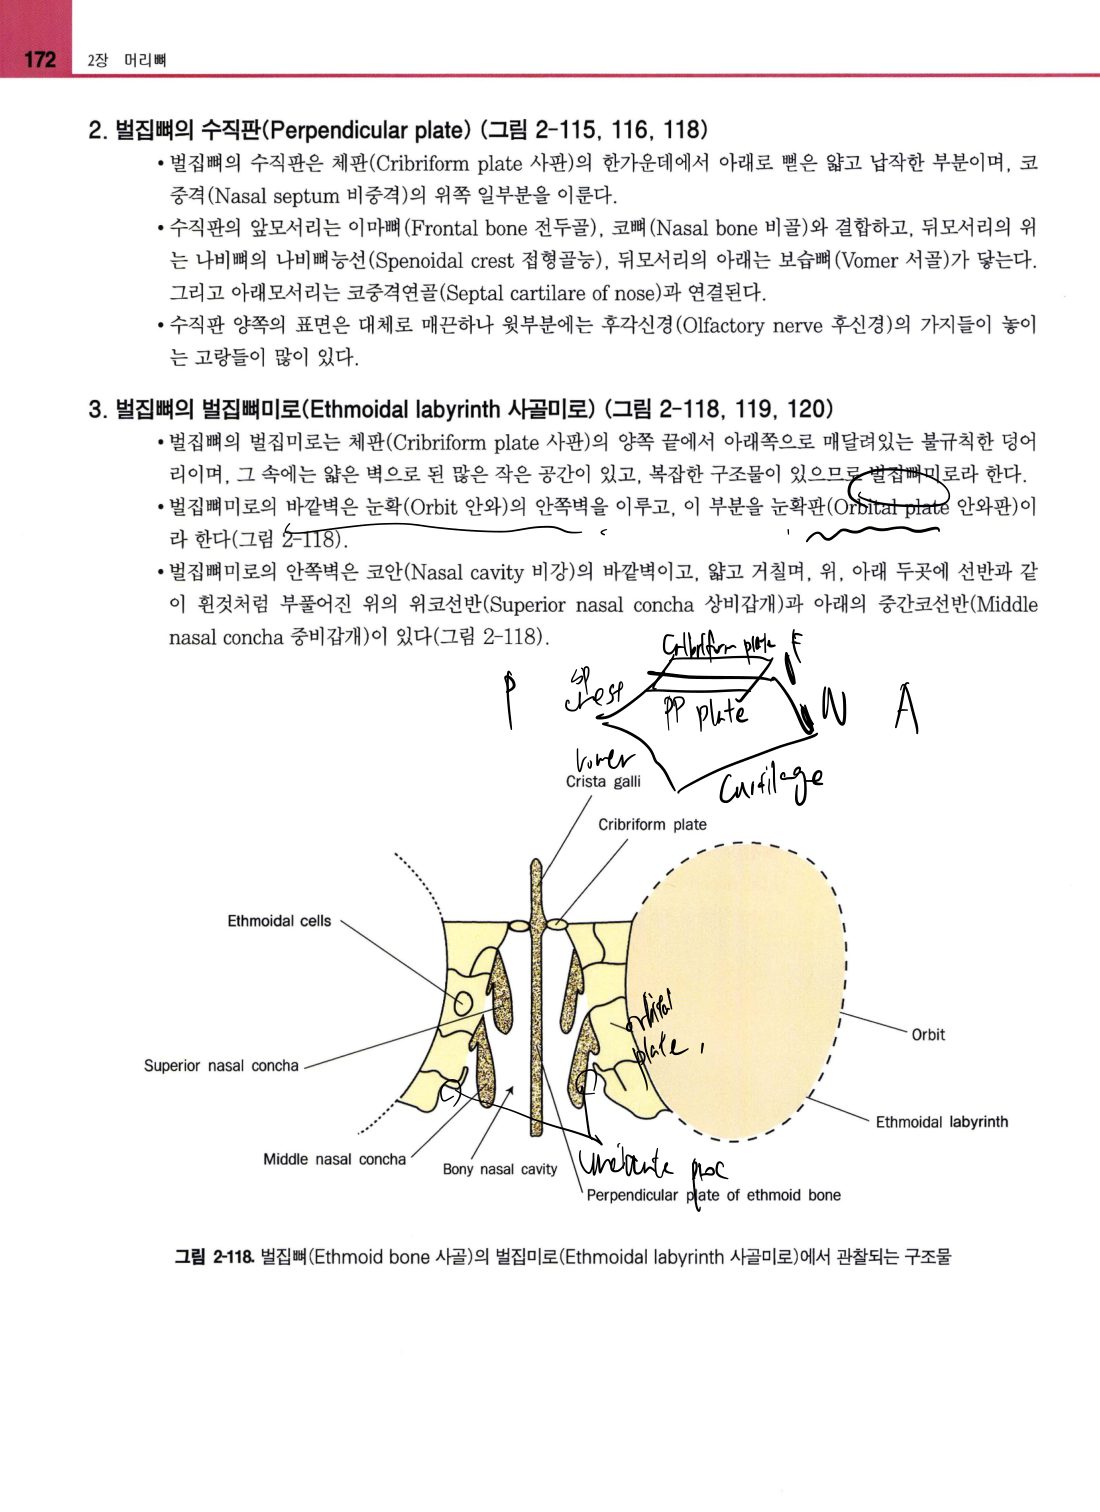 172 2장 머리뼈
2. 벌집뼈의 수직판(Perpendicular plate) (그림 2-115, 116, 118)
• 벌집뼈의 수직판은 체판(Cribriform plate 사판)의 한가운데에서 아래로 뻗은 얇고 납작한 부분이며, 코
중격(Nasal septum 비중격)의 위쪽 일부분을 이룬다.
• 수직판의 앞모서리는 이마뼈(Frontal bone 전두골), 코뼈(Nasal bone 비골)와 결합하고, 뒤모서리의 위
는 나비뼈의 나비뼈능선(Spenoidal crest 접형골능), 뒤모서리의 아래는 보습뼈(Vomer 서골)가 닿는다.
그리고 아래모서리는 코중격연골(Septal cartilare of nose)과 연결된다.
• 수직판 양쪽의 표면은 대체로 매끈하나 윗부분에는 후각신경(Olfactory nerve 후신경)의 가지들이 놓이
는 고랑들이 많이 있다.
3. 벌집뼈의 벌집뼈미로(Ethmoidal labyrinth 사골미로) (그림 2-118, 119, 120)
• 벌집뼈의 벌집미로는 체판(Cribriform plate 사판)의 양쪽 끝에서 아래쪽으로 매달려있는 불규칙한 덩어
리이며, 그 속에는 얇은 벽으로 된 많은 작은 공간이 있고, 복잡한 구조물이 있으므로 벌집뼈미로라 한다.
• 벌집뼈미로의 바깥벽은 눈확(Orbit 안와)의 안쪽벽을 이루고, 이 부분을 눈확판(Orbital plate 안와판)이
라 한다(그림 2-118).
• 벌집뼈미로의 안쪽벽은 코안(Nasal cavity 비강)의 바깥벽이고, 얇고 거칠며, 위, 아래 두곳에 선반과 같
이 휜것처럼 부풀어진 위의 위코선반(Superior nasal concha 상비갑개)과 아래의 중간코선반(Middle
nasal concha 중비갑개)이 있다(그림 2-118).
Cribriform plate F
P sp crest PP plate N A
Vomer
Cartilage
Crista galli
Cribriform plate
Ethmoidal cells
orbital
plate
Orbit
Superior nasal concha
Ethmoidal labyrinth
Middle nasal concha
Bony nasal cavity
Perpendicular plate of ethmoid bone
그림 2-118. 벌집뼈(Ethmoid bone 사골)의 벌집미로(Ethmoidal labyrinth 사골미로)에서 관찰되는 구조물